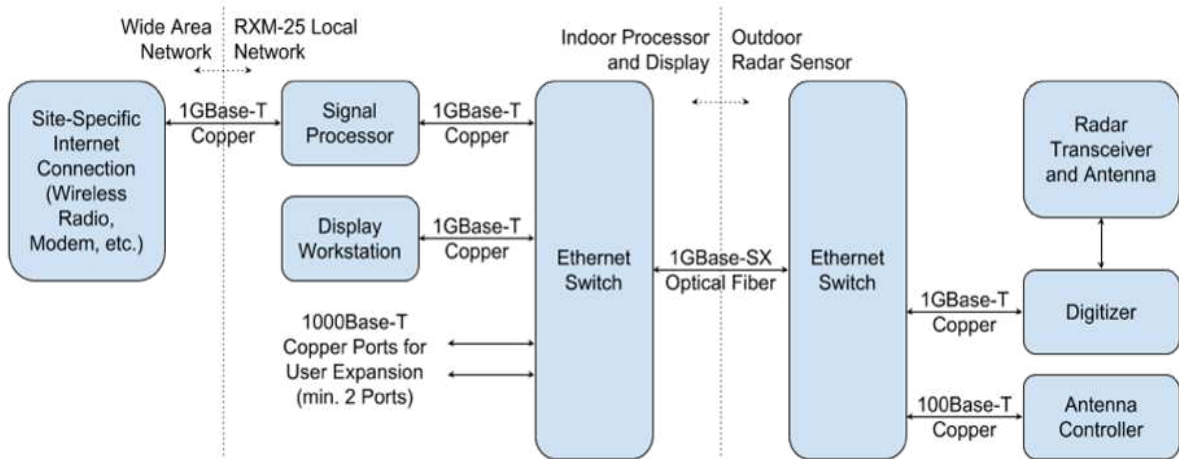 Wide Area
Network
RXM-25 Local
Network
Indoor Processor
and Display
Outdoor
Radar Sensor
Site-Specific
Internet
Connection
(Wireless
Radio,
Modem, etc.)
1GBase-T
Copper
Signal
Processor
1GBase-T
Copper
Display
Workstation
1GBase-T
Copper
1000Base-T
Copper Ports for
User Expansion
(min. 2 Ports)
Ethernet
Switch
1GBase-SX
Optical Fiber
Ethernet
Switch
Radar
Transceiver
and Antenna
1GBase-T
Copper
Digitizer
100Base-T
Copper
Antenna
Controller